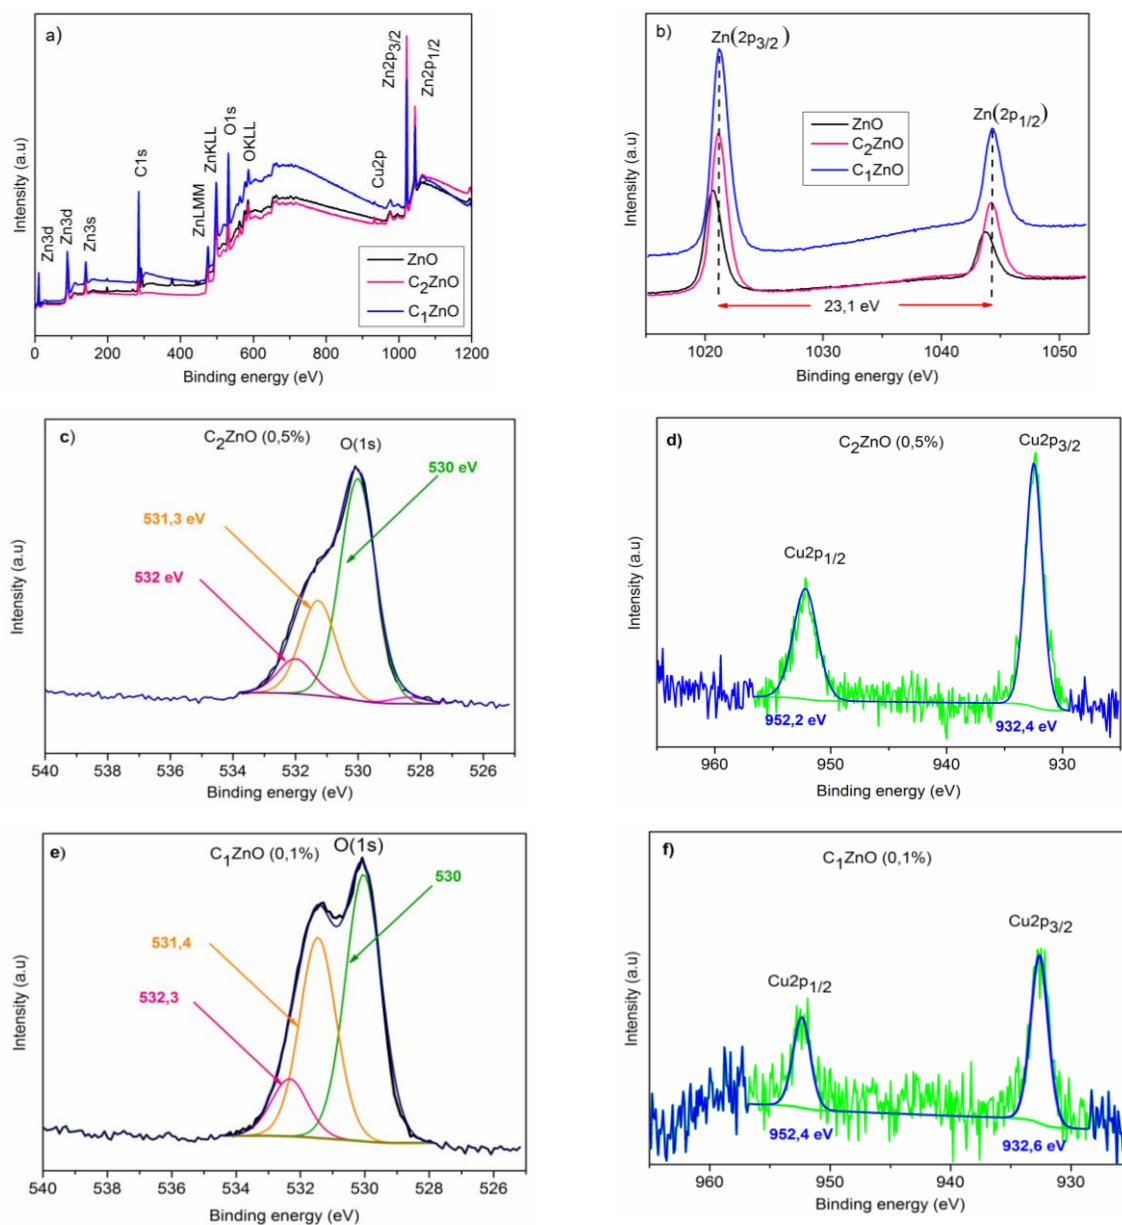 a)
Zn3d
Zn3d
Zn3s
C1s
ZnLMM
ZnKLL
O1s
OKLL
Cu2p
Zn2p3/2
Zn2p1/2
ZnO
C2ZnO
C1ZnO
Intensity (a.u)
0 200 400 600 800 1000 1200
Binding energy (eV)
b)
Zn(2p3/2)
Zn(2p1/2)
ZnO
C2ZnO
C1ZnO
23,1 eV
Intensity (a.u)
1020 1030 1040 1050
Binding energy (eV)
c)
C2ZnO (0,5%)
O(1s)
530 eV
531,3 eV
532 eV
Intensity (a.u)
540 538 536 534 532 530 528 526
Binding energy (eV)
d)
C2ZnO (0,5%)
Cu2p3/2
Cu2p1/2
952,2 eV
932,4 eV
Intensity (a.u)
960 950 940 930
Binding energy (eV)
e)
C1ZnO (0,1%)
O(1s)
530
531,4
532,3
Intensity (a.u)
540 538 536 534 532 530 528 526
Binding energy (eV)
f)
C1ZnO (0,1%)
Cu2p3/2
Cu2p1/2
952,4 eV
932,6 eV
Intensity (a.u)
960 950 940 930
Binding energy (eV)